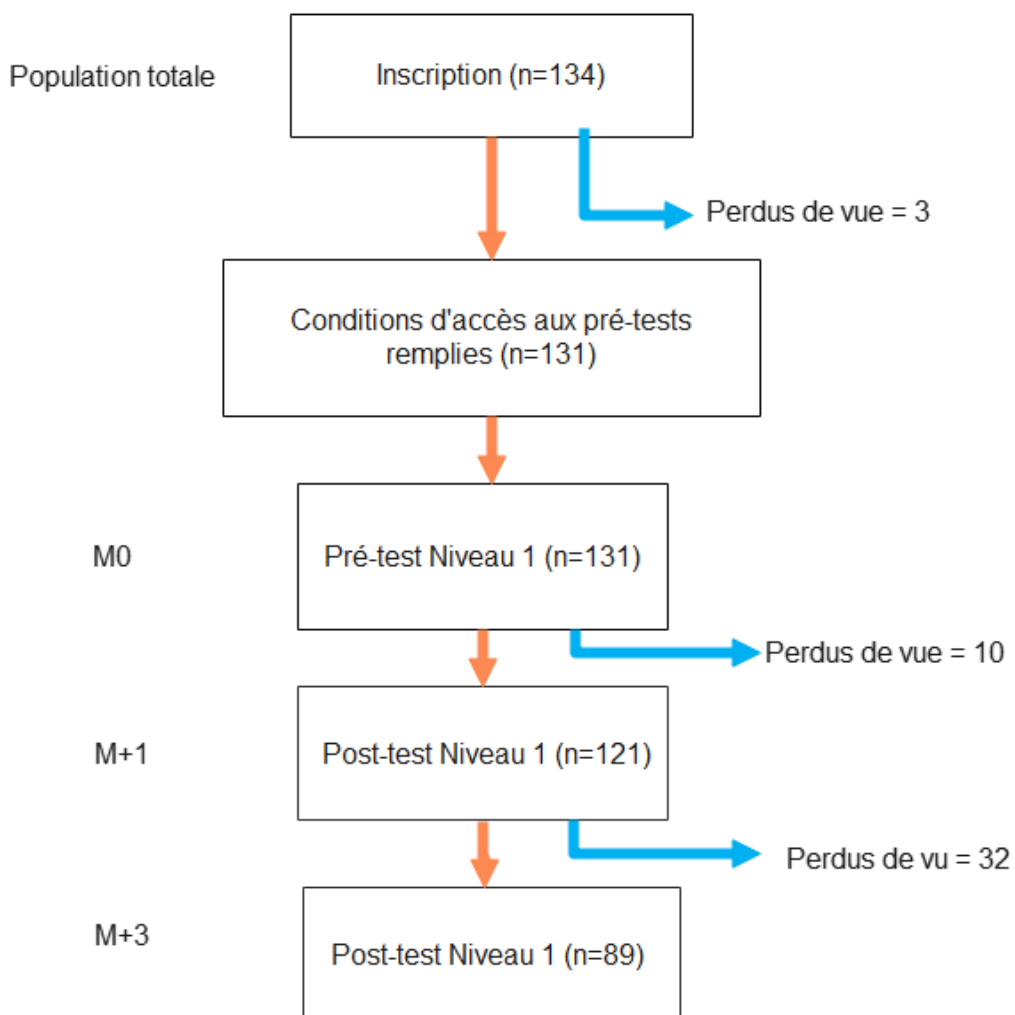 Population totale
Inscription (n=134)
Perdus de vue = 3
Conditions d'accès aux pré-tests
remplies (n=131)
M0
Pré-test Niveau 1 (n=131)
Perdus de vue = 10
M+1
Post-test Niveau 1 (n=121)
Perdus de vu = 32
M+3
Post-test Niveau 1 (n=89)